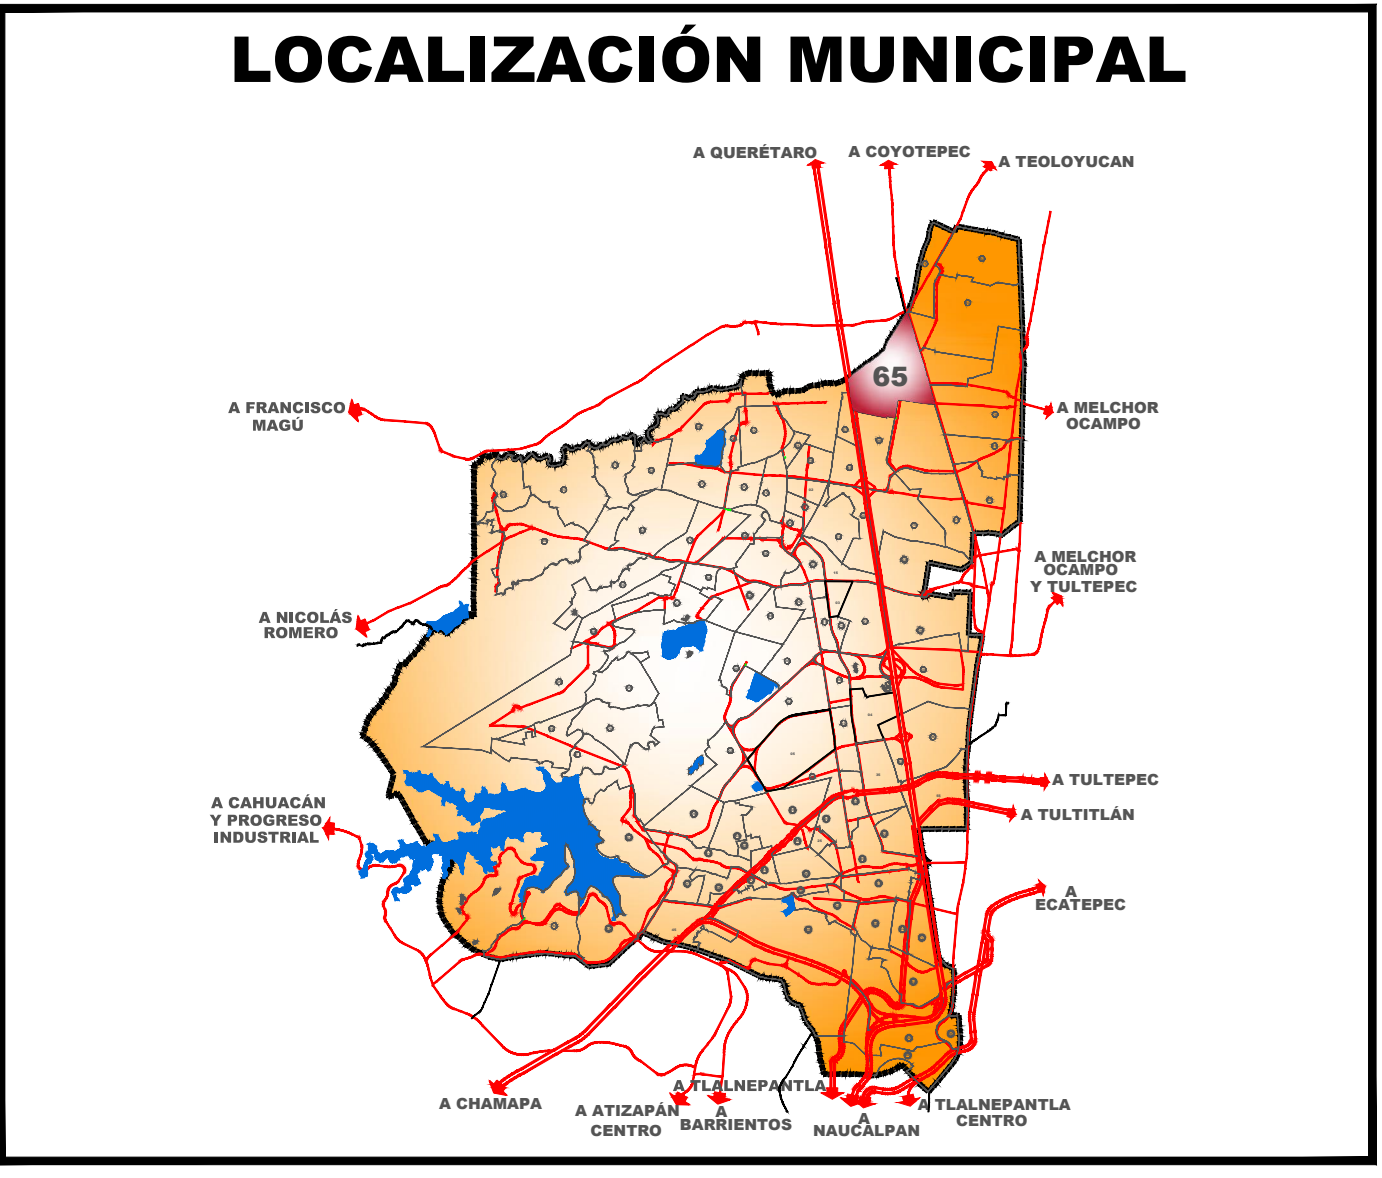 LOCALIZACIÓN MUNICIPAL
A QUERÉTARO
A COYOTEPEC
A TEOLOYUCAN
65
A FRANCISCO
MAGÚ
A MELCHOR
OCAMPO
A MELCHOR
OCAMPO
Y TULTEPEC
A NICOLÁS
ROMERO
A TULTEPEC
A CAHUACÁN
Y PROGRESO
INDUSTRIAL
A TULTITLÁN
A
ECATEPEC
A TLALNEPANTLA
A CHAMAPA
A ATIZAPÁN
CENTRO
A
BARRIENTOS
A
NAUCALPAN
A TLALNEPANTLA
CENTRO